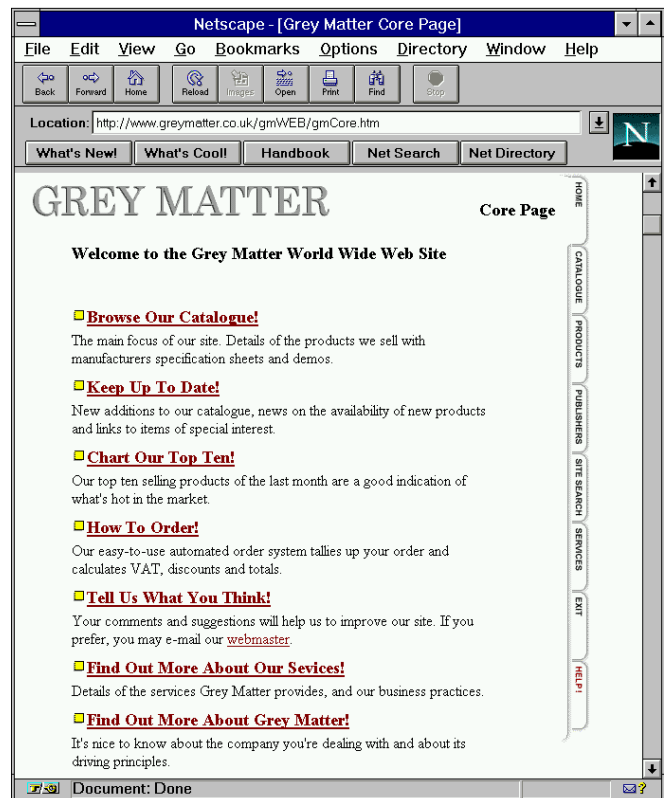 Netscape - [Grey Matter Core Page]
File Edit View Go Bookmarks Options Directory Window Help
Back Forward Home Reload Images Open Print Find Stop
Location: http://www.greymatter.co.uk/gmWEB/gmCore.htm
N
What's New! What's Cool! Handbook Net Search Net Directory
GREY MATTER
Core Page
HOME
CATALOGUE
PRODUCTS
PUBLISHERS
SITE SEARCH
SERVICES
EXIT
HELP!
Welcome to the Grey Matter World Wide Web Site
Browse Our Catalogue!
The main focus of our site. Details of the products we sell with
manufacturers specification sheets and demos.
Keep Up To Date!
New additions to our catalogue, news on the availability of new products
and links to items of special interest.
Chart Our Top Ten!
Our top ten selling products of the last month are a good indication of
what's hot in the market.
How To Order!
Our easy-to-use automated order system tallies up your order and
calculates VAT, discounts and totals.
Tell Us What You Think!
Your comments and suggestions will help us to improve our site. If you
prefer, you may e-mail our webmaster.
Find Out More About Our Sevices!
Details of the services Grey Matter provides, and our business practices.
Find Out More About Grey Matter!
It's nice to know about the company you're dealing with and about its
driving principles.
Document: Done